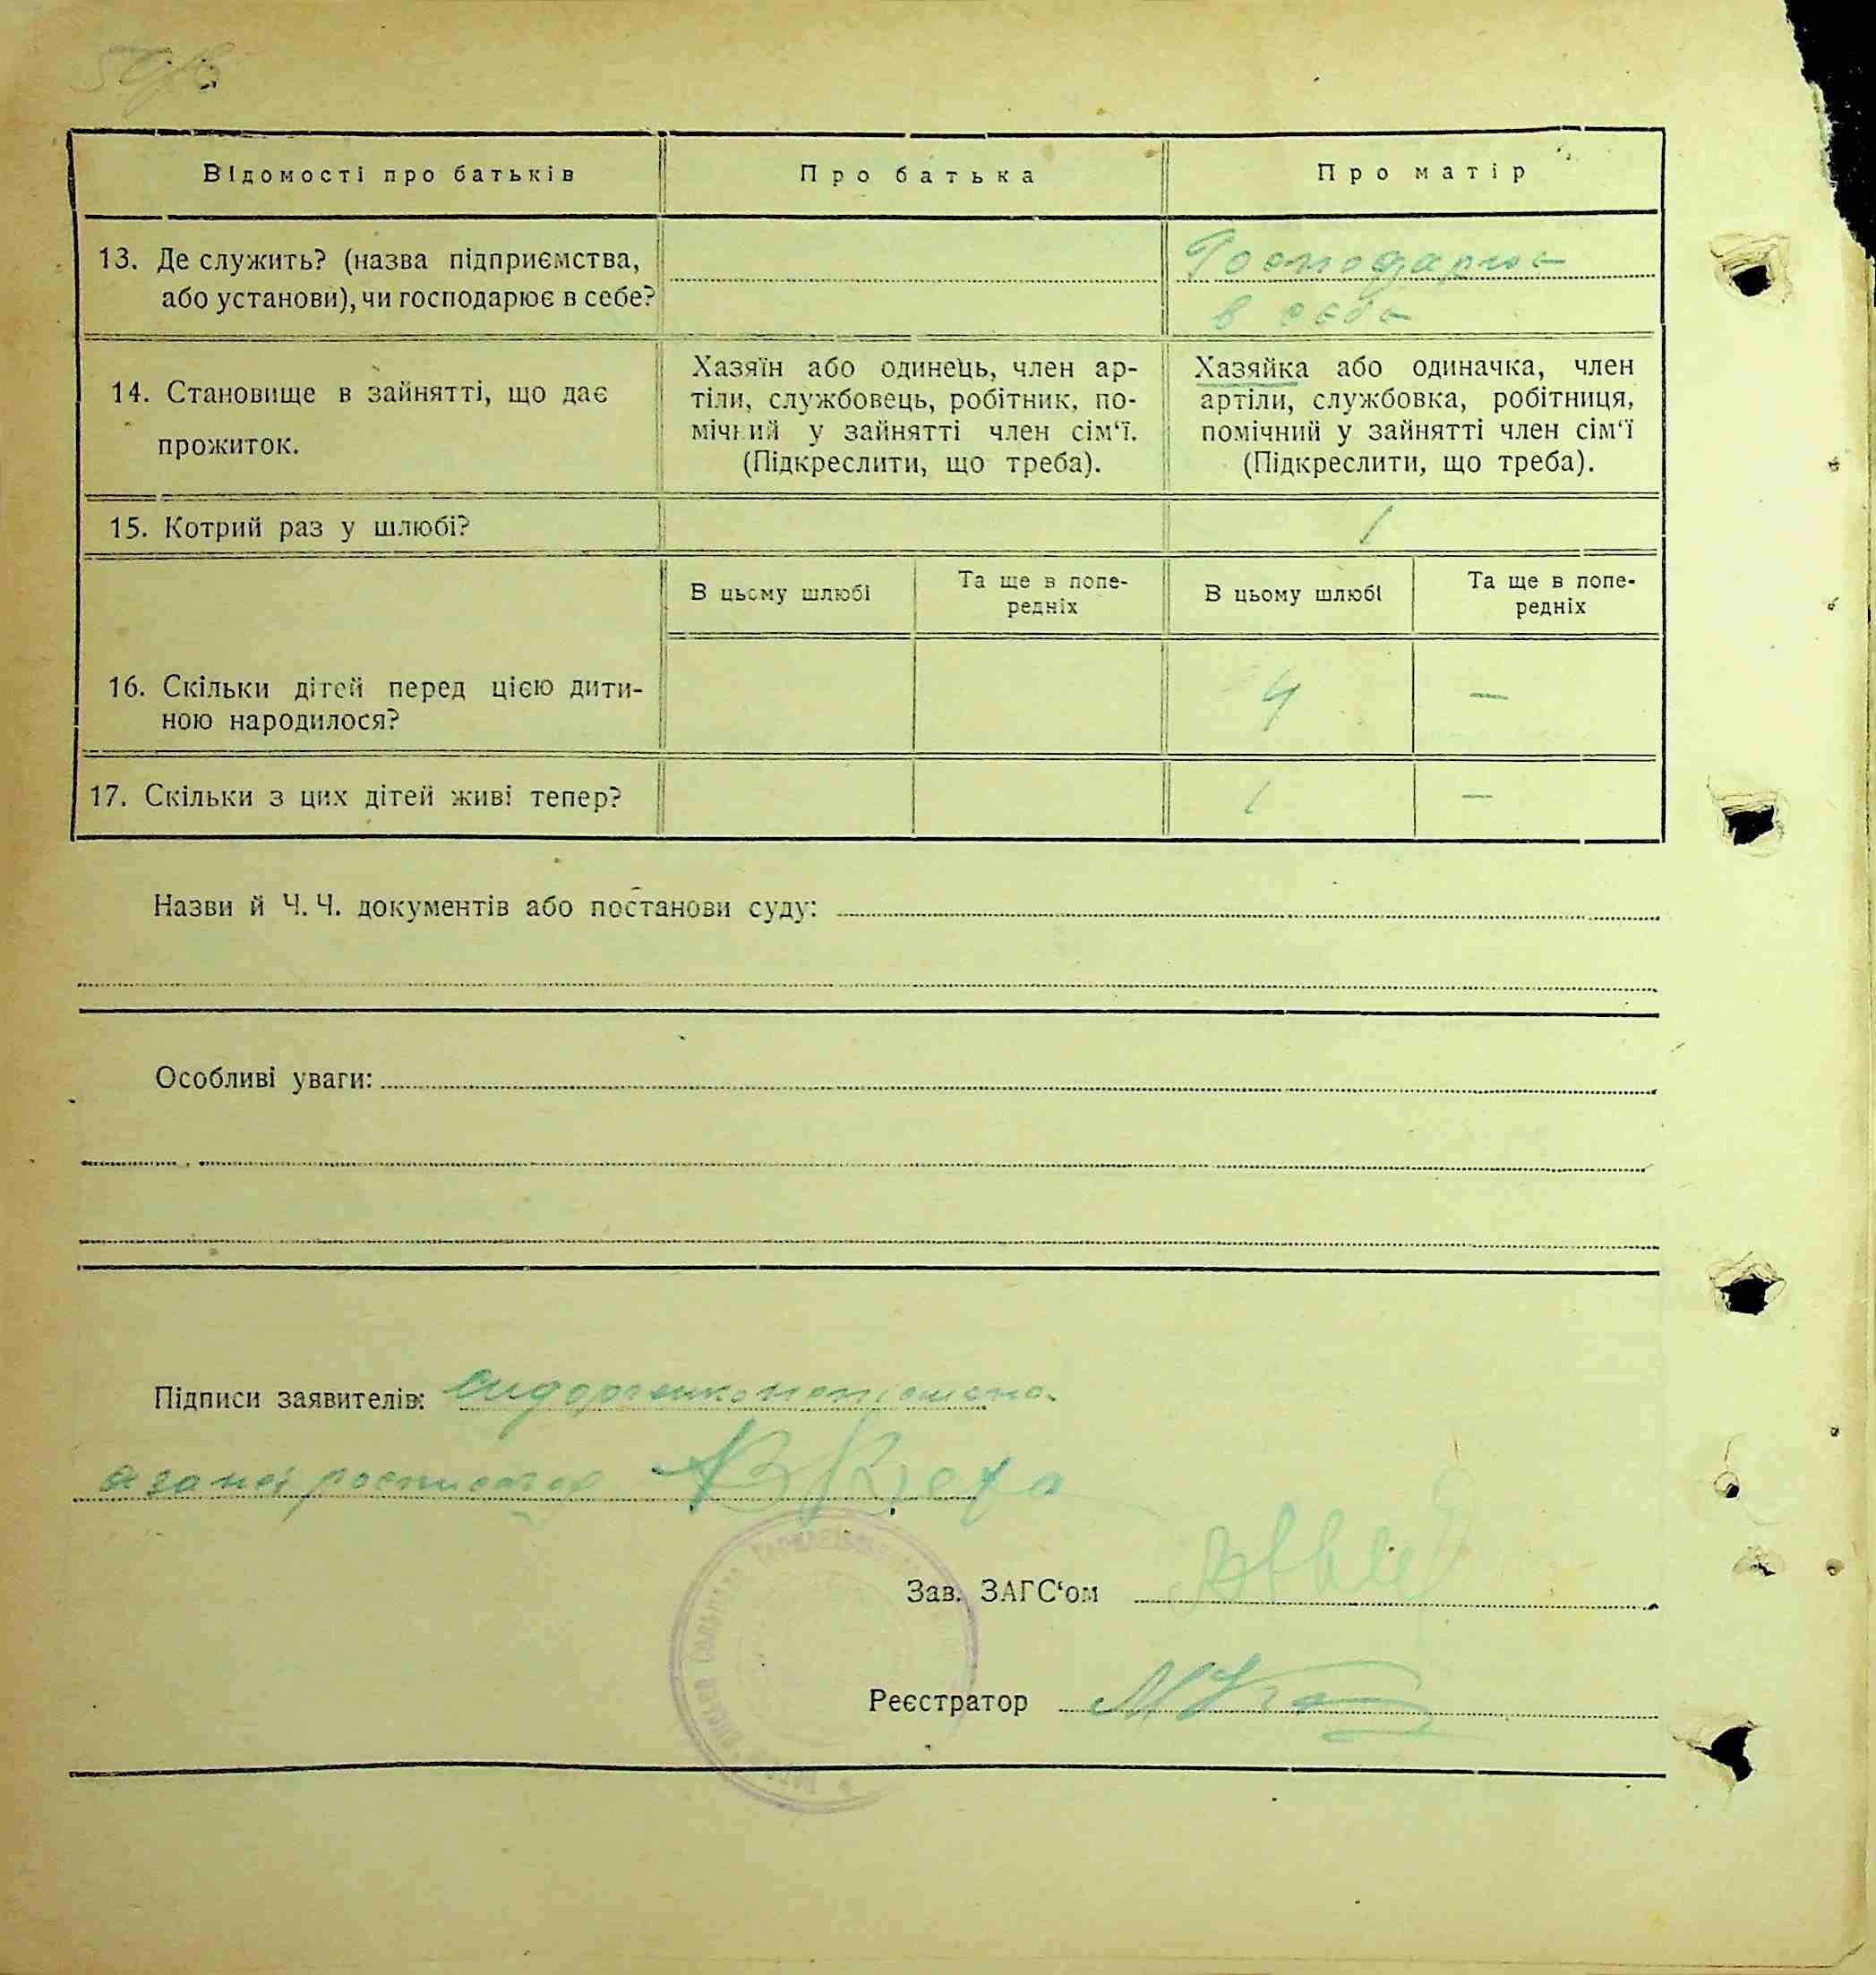 Відомості про батьків
Про батька
Про матір
13. Де служить? (назва підприємства,
або установи), чи господарює в себе?
Господарює
в себе
14. Становище в зайнятті, що дає
прожиток.
Хазяїн або одинець, член ар-
тіли, службовець, робітник, по-
мічний у зайнятті член сім‘ї.
(Підкреслити, що треба).
Хазяйка або одиначка, член
артіли, службовка, робітниця,
помічний у зайнятті член сім‘ї
(Підкреслити, що треба).
15. Котрий раз у шлюбі?
1
В цьому шлюбі
Та ще в попе-
редніх
В цьому шлюбі
Та ще в попе-
редніх
16. Скільки дітей перед цією дити-
ною народилося?
4
—
17. Скільки з цих дітей живі тепер?
1
—
Назви й Ч. Ч. документів або постанови суду:
Особливі уваги:
Підписи заявителів: Сидоренко
а за неї
Зав. ЗАГС‘ом
Реєстратор